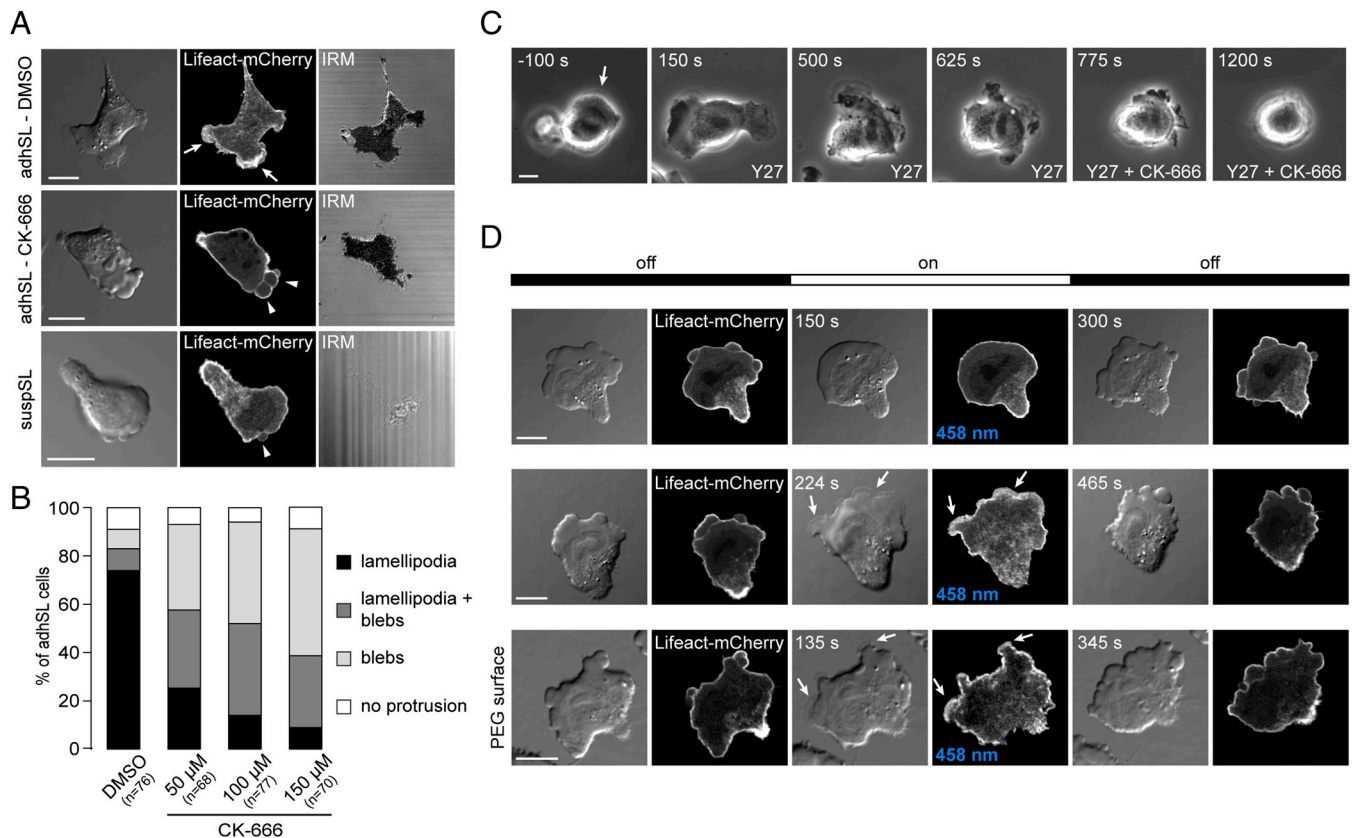 A
adhSL - DMSO
Lifeact-mCherry
IRM
adhSL - CK-666
Lifeact-mCherry
IRM
suspSL
Lifeact-mCherry
IRM
B
% of adhSL cells
100
80
60
40
20
0
DMSO
(n=76)
50 µM
(n=68)
100 µM
(n=77)
150 µM
(n=70)
CK-666
lamellipodia
lamellipodia +
blebs
blebs
no protrusion
C
-100 s
150 s
Y27
500 s
Y27
625 s
Y27
775 s
Y27 + CK-666
1200 s
Y27 + CK-666
D
off
on
off
Lifeact-mCherry
150 s
458 nm
300 s
Lifeact-mCherry
224 s
458 nm
465 s
PEG surface
Lifeact-mCherry
135 s
458 nm
345 s